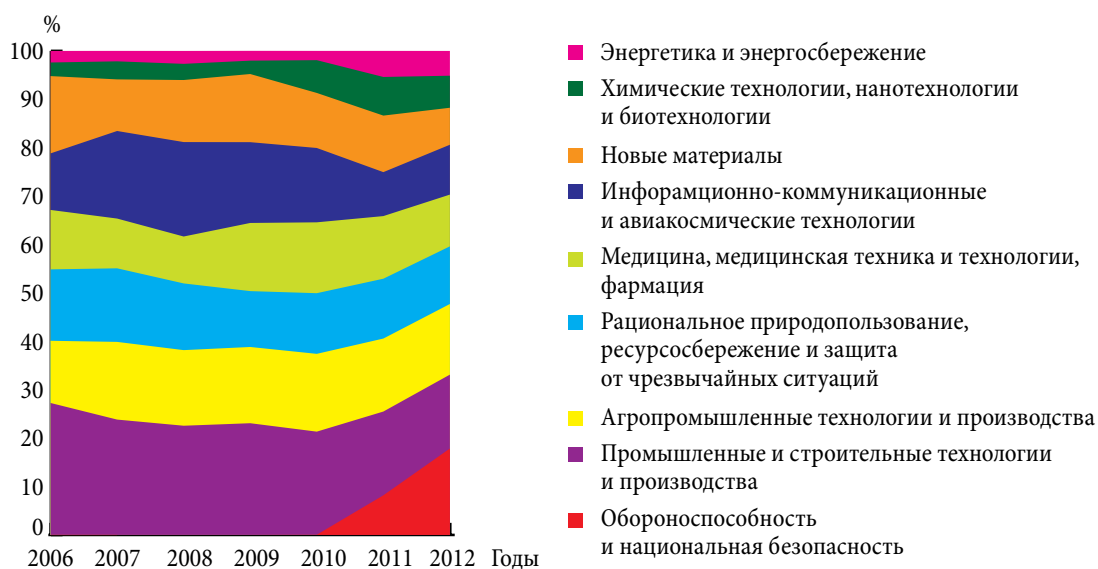 %
100
90
80
70
60
50
40
30
20
10
0
2006 2007 2008 2009 2010 2011 2012 Годы
Энергетика и энергосбережение
Химические технологии, нанотехнологии
и биотехнологии
Новые материалы
Инфорамционно-коммуникационные
и авиакосмические технологии
Медицина, медицинская техника и технологии,
фармация
Рациональное природопользование,
ресурсосбережение и защита
от чрезвычайных ситуаций
Агропромышленные технологии и производства
Промышленные и строительные технологии
и производства
Обороноспособность
и национальная безопасность